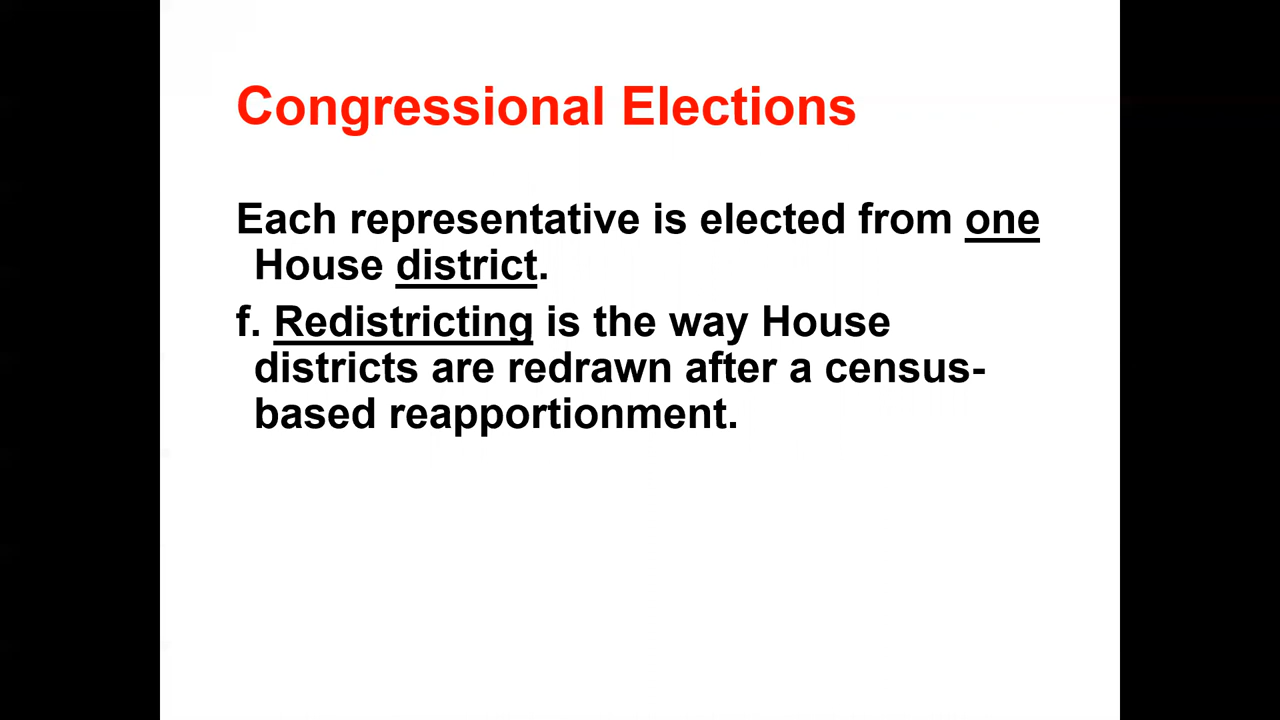 Congressional Elections
Each representative is elected from one
House district.
f. Redistricting is the way House
districts are redrawn after a census-
based reapportionment.